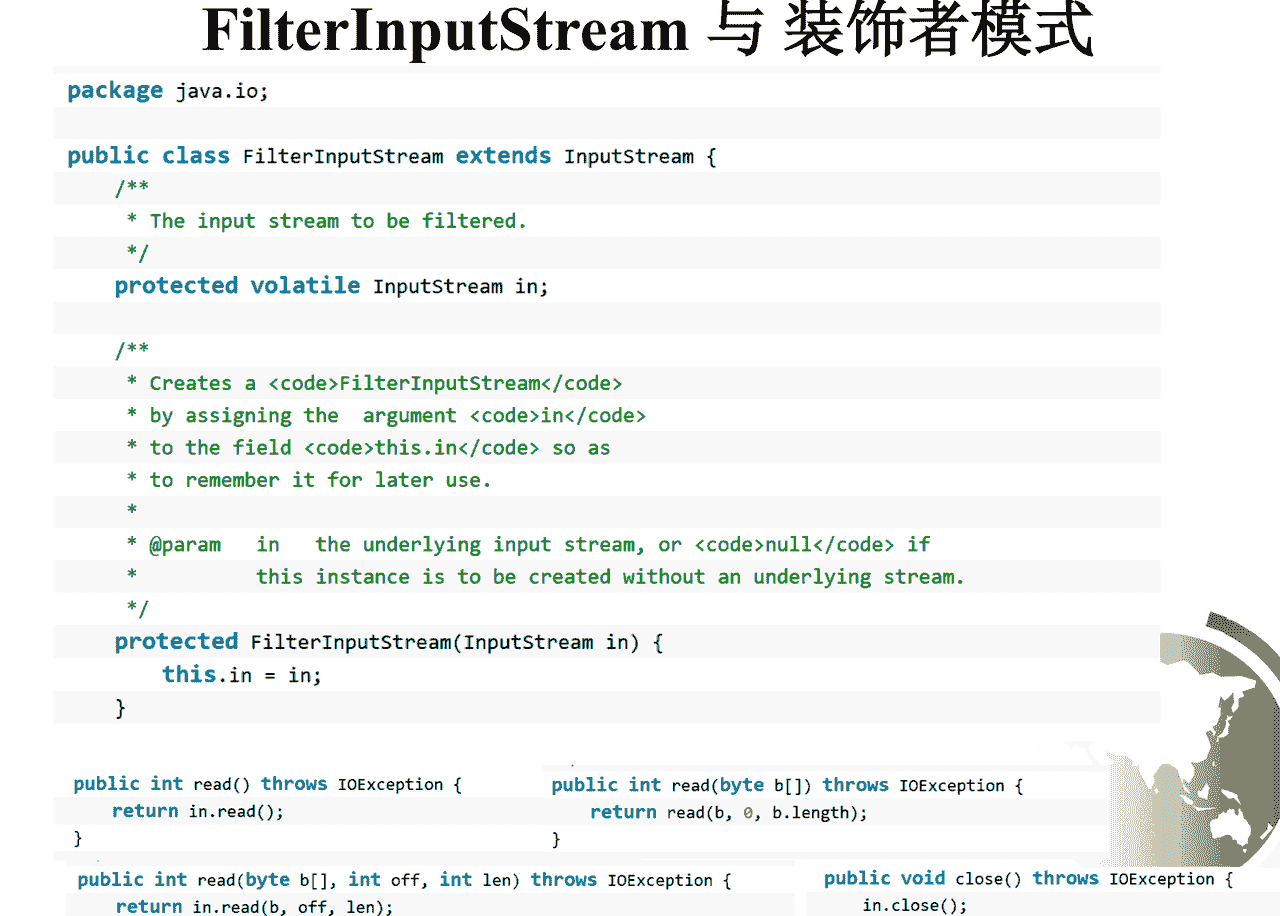 FilterInputStream 与 装饰者模式
package java.io;
public class FilterInputStream extends InputStream {
/**
* The input stream to be filtered.
*/
protected volatile InputStream in;
/**
* Creates a <code>FilterInputStream</code>
* by assigning the  argument <code>in</code>
* to the field <code>this.in</code> so as
* to remember it for later use.
*
* @param   in   the underlying input stream, or <code>null</code> if
*          this instance is to be created without an underlying stream.
*/
protected FilterInputStream(InputStream in) {
this.in = in;
}
public int read() throws IOException {
return in.read();
}
public int read(byte b[]) throws IOException {
return read(b, 0, b.length);
}
public int read(byte b[], int off, int len) throws IOException {
return in.read(b, off, len);
public void close() throws IOException {
in.close();